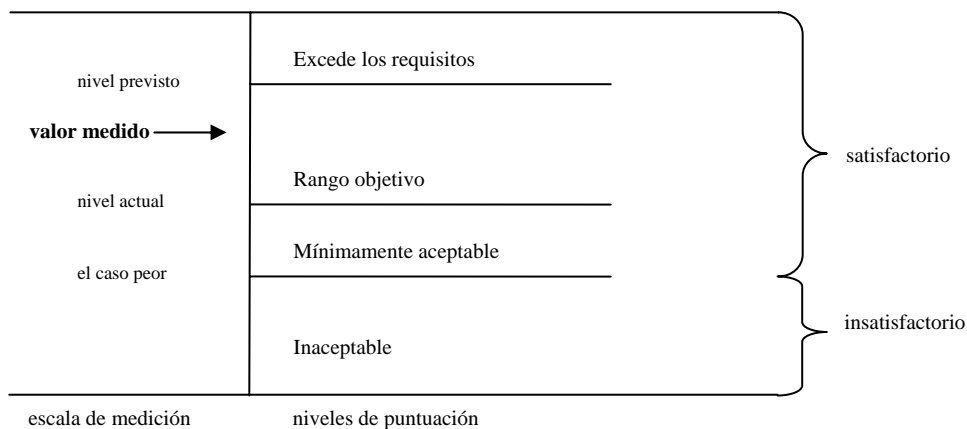 Excede los requisitos
nivel previsto
valor medido
satisfactorio
Rango objetivo
nivel actual
Mínimamente aceptable
el caso peor
insatisfactorio
Inaceptable
escala de medición
niveles de puntuación